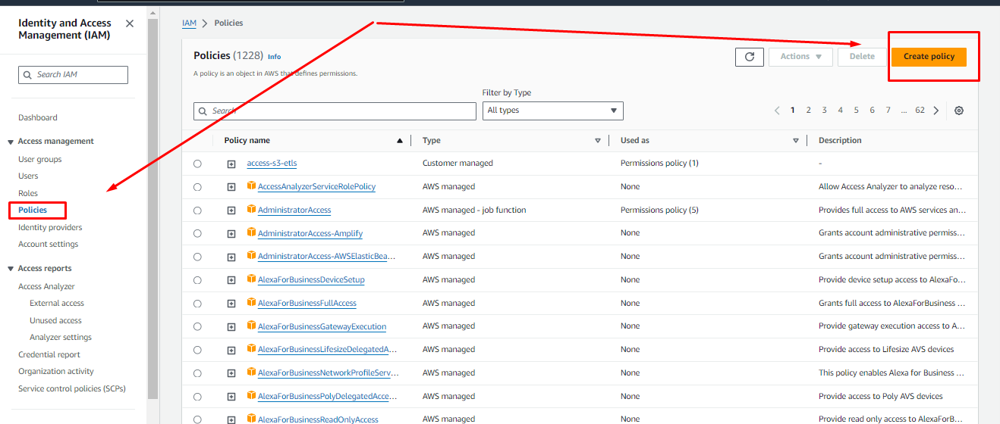 Identity and Access
Management (IAM)
Search IAM
Dashboard
Access management
User groups
Users
Roles
Policies
Identity providers
Account settings
Access reports
Access Analyzer
External access
Unused access
Analyzer settings
Credential report
Organization activity
Service control policies (SCPs)
IAM > Policies
Policies (1228) Info
A policy is an object in AWS that defines permissions.
Actions Delete Create policy
Filter by Type
Search All types 1 2 3 4 5 6 7 ... 62
Policy name Type Used as Description
access-s3-etls Customer managed Permissions policy (1) -
AccessAnalyzerServiceRolePolicy AWS managed None Allow Access Analyzer to analyze reso...
AdministratorAccess AWS managed - job function Permissions policy (5) Provides full access to AWS services an...
AdministratorAccess-Amplify AWS managed None Grants account administrative permiss...
AdministratorAccess-AWSElasticBea... AWS managed None Grants account administrative permiss...
AlexaForBusinessDeviceSetup AWS managed None Provide device setup access to AlexaFo...
AlexaForBusinessFullAccess AWS managed None Grants full access to AlexaForBusiness ...
AlexaForBusinessGatewayExecution AWS managed None Provide gateway execution access to A...
AlexaForBusinessLifesizeDelegatedA... AWS managed None Provide access to Lifesize AVS devices
AlexaForBusinessNetworkProfileServ... AWS managed None This policy enables Alexa for Business ...
AlexaForBusinessPolyDelegatedAcce... AWS managed None Provide access to Poly AVS devices
AlexaForBusinessReadOnlyAccess AWS managed None Provide read only access to AlexaForB...